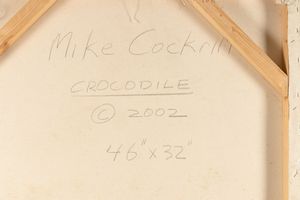 Mike Cockrill
CROCODILE
© 2002
46" x 32"